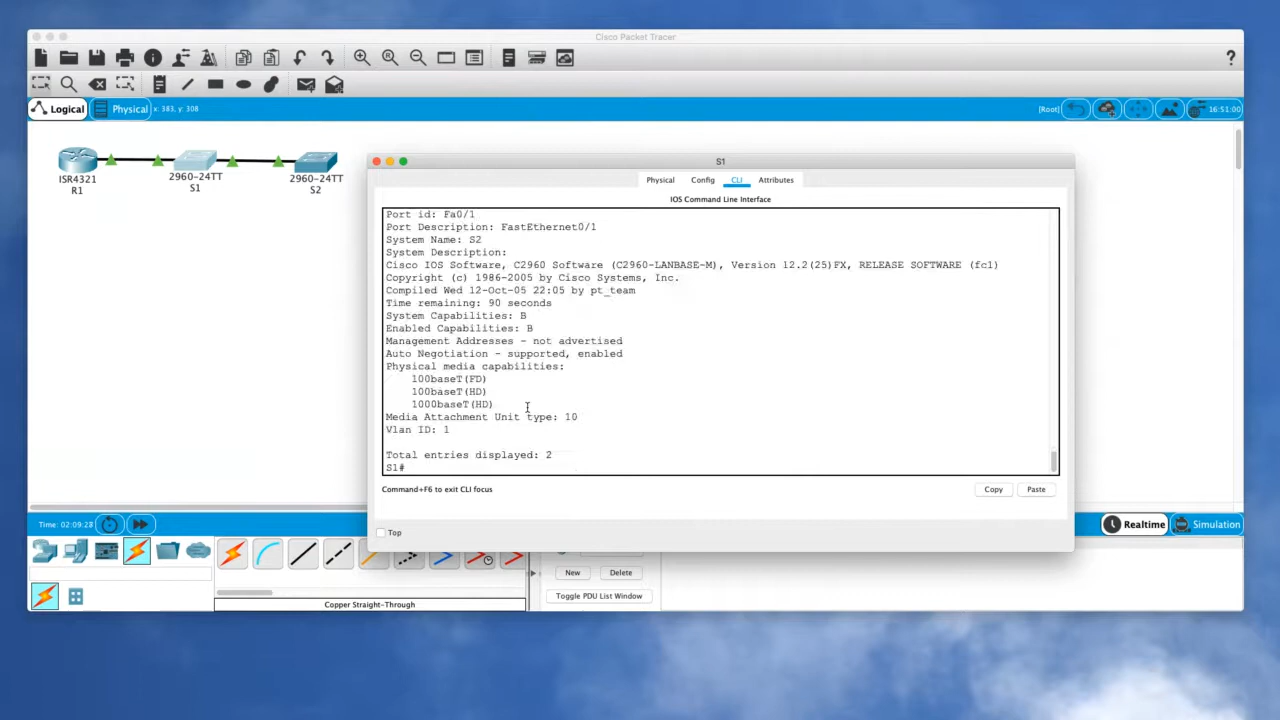 Cisco Packet Tracer
?
Logical
Physical
x: 383, y: 308
[Root]
16:51:00
ISR4321
R1
2960-24TT
S1
2960-24TT
S2
S1
Physical
Config
CLI
Attributes
IOS Command Line Interface
Port id: Fa0/1
Port Description: FastEthernet0/1
System Name: S2
System Description:
Cisco IOS Software, C2960 Software (C2960-LANBASE-M), Version 12.2(25)FX, RELEASE SOFTWARE (fc1)
Copyright (c) 1986-2005 by Cisco Systems, Inc.
Compiled Wed 12-Oct-05 22:05 by pt_team
Time remaining: 90 seconds
System Capabilities: B
Enabled Capabilities: B
Management Addresses - not advertised
Auto Negotiation - supported, enabled
Physical media capabilities:
100baseT(FD)
100baseT(HD)
1000baseT(HD)
Media Attachment Unit type: 10
Vlan ID: 1
Total entries displayed: 2
S1#
Command+F6 to exit CLI focus
Copy
Paste
Top
Time: 02:09:28
Realtime
Simulation
New
Delete
Toggle PDU List Window
Copper Straight-Through